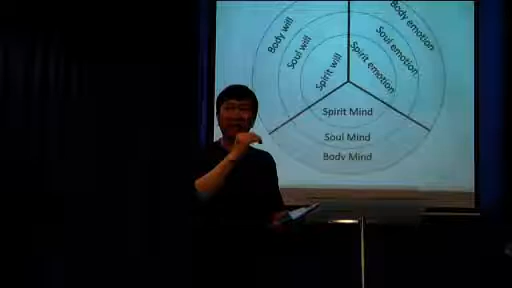 Body will
Soul will
Spirit will
Body emotion
Soul emotion
Spirit emotion
Spirit Mind
Soul Mind
Body Mind